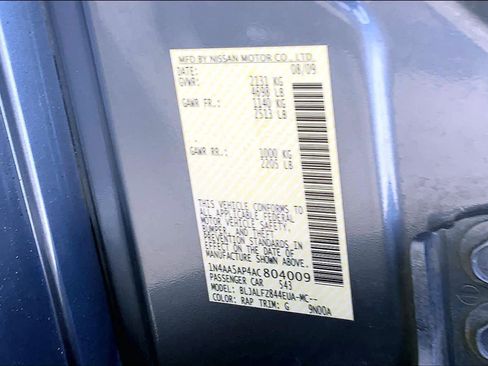 MFD BY NISSAN MOTOR CO., LTD.
DATE: 08/09
GVWR: 2131 KG
4698 LB
GAWR FR.: 1140 KG
2513 LB
GAWR RR.: 1000 KG
2205 LB
THIS VEHICLE CONFORMS TO
ALL APPLICABLE FEDERAL
MOTOR VEHICLE SAFETY,
BUMPER, AND THEFT
PREVENTION STANDARDS
IN EFFECT ON THE DATE OF
MANUFACTURE SHOWN ABOVE.
1N4AA5AP4AC804009
PASSENGER CAR 543
MODEL: BLJALFZ844EUA-MC--
COLOR: RAP TRIM: G 9N00A